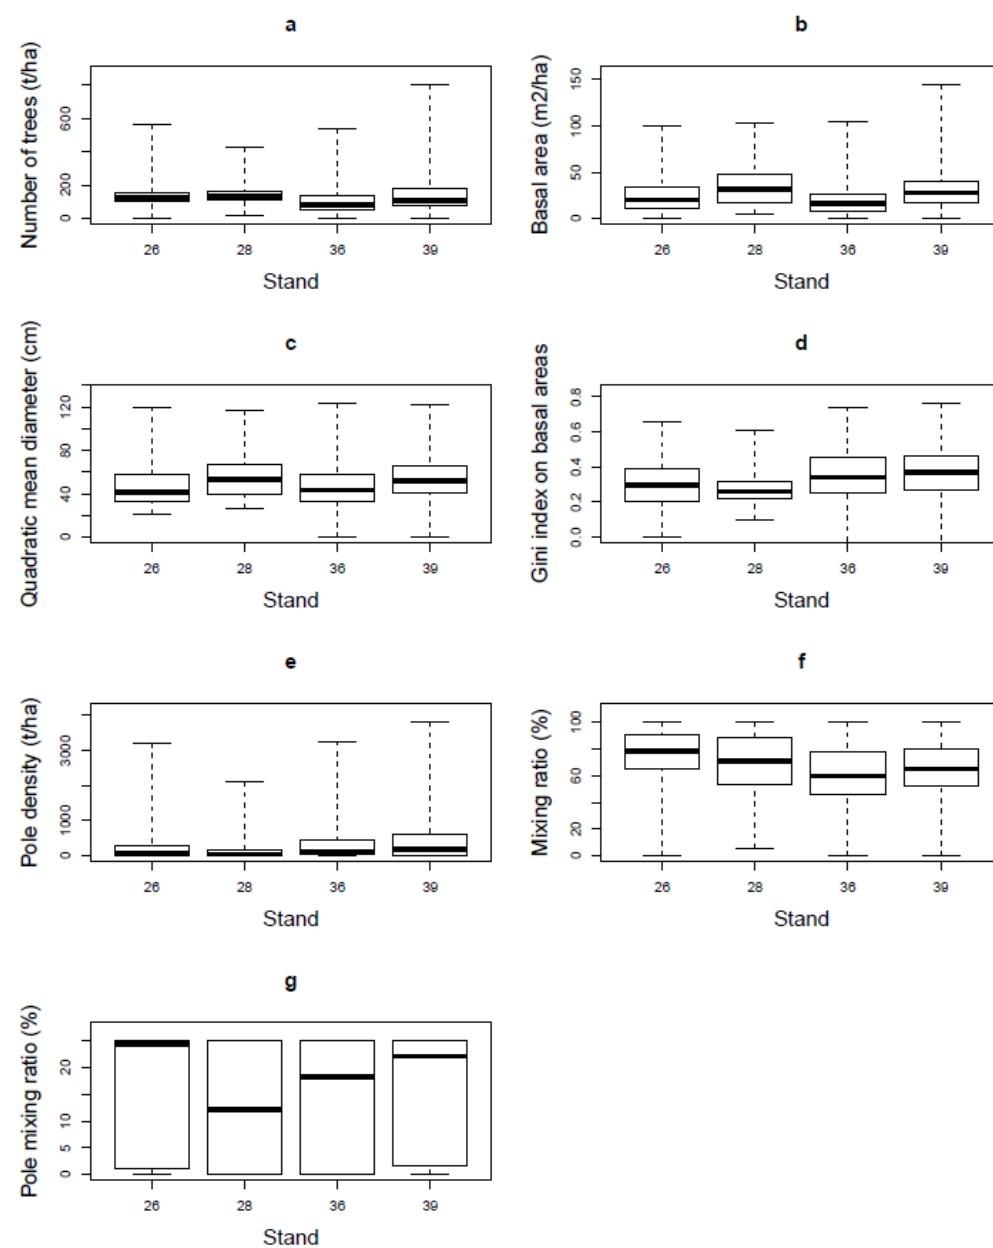 a
Number of trees (t/ha)
0 200 600
26 28 36 39
Stand
b
Basal area (m2/ha)
0 50 100 150
26 28 36 39
Stand
c
Quadratic mean diameter (cm)
0 40 80 120
26 28 36 39
Stand
d
Gini index on basal areas
0.0 0.2 0.4 0.6 0.8
26 28 36 39
Stand
e
Pole density (t/ha)
0 1000 3000
26 28 36 39
Stand
f
Mixing ratio (%)
0 20 60 100
26 28 36 39
Stand
g
Pole mixing ratio (%)
0 5 10 20
26 28 36 39
Stand